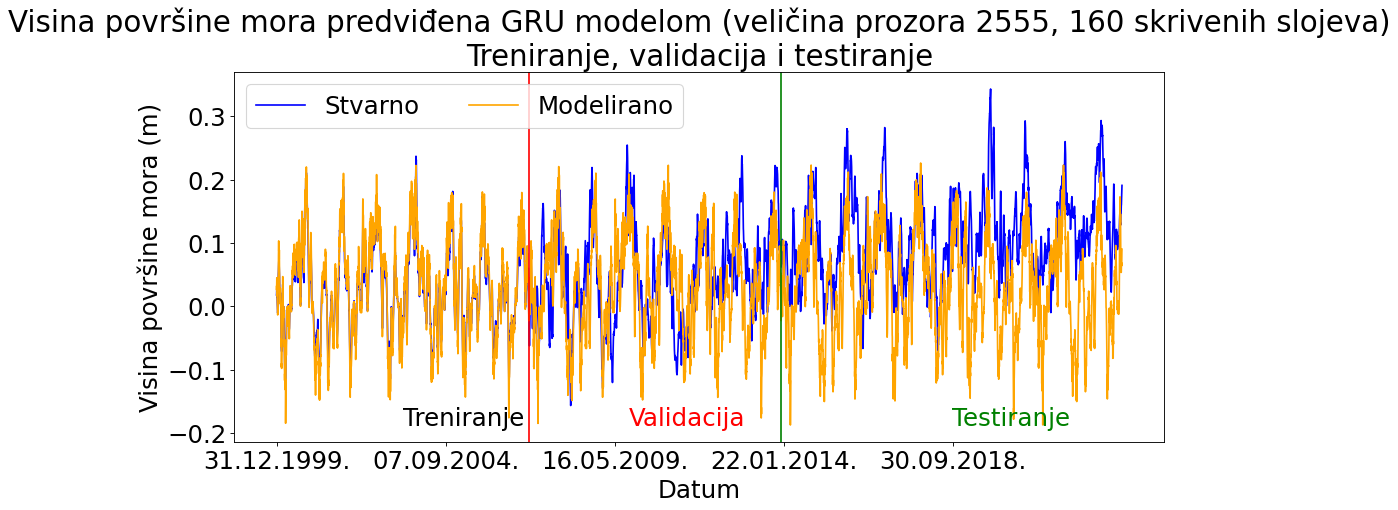 Visina površine mora predviđena GRU modelom (veličina prozora 2555, 160 skrivenih slojeva)
Treniranje, validacija i testiranje
Stvarno
Modelirano
Visina površine mora (m)
0.3
0.2
0.1
0.0
−0.1
−0.2
Treniranje
Validacija
Testiranje
31.12.1999.
07.09.2004.
16.05.2009.
22.01.2014.
30.09.2018.
Datum